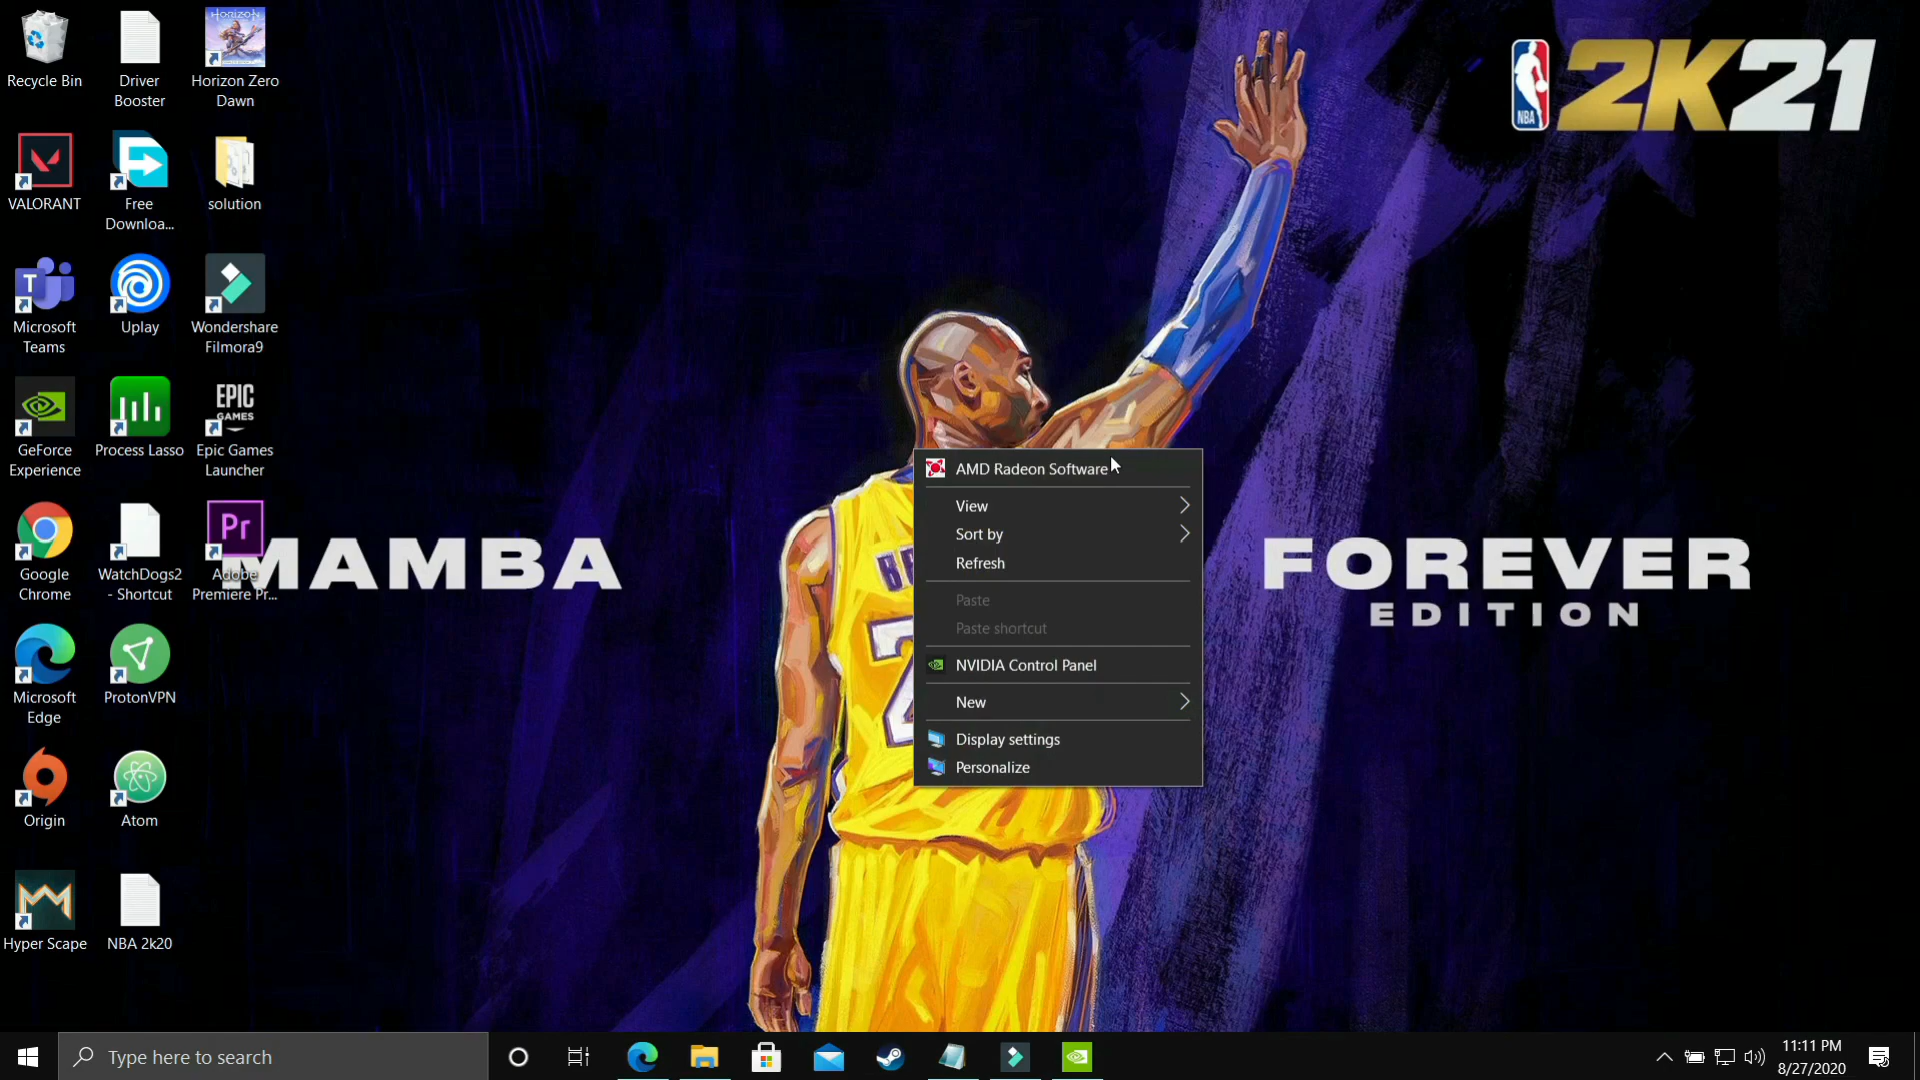 Recycle Bin
Driver
Booster
Horizon Zero
Dawn
HORIZON
VALORANT
Free
Downloa...
solution
T
Microsoft
Teams
Uplay
Wondershare
Filmora9
GeForce
Experience
Process Lasso
EPIC
GAMES
Epic Games
Launcher
Google
Chrome
WatchDogs2
- Shortcut
Pr
Adobe
Premiere Pr...
Microsoft
Edge
ProtonVPN
Origin
Atom
Hyper Scape
NBA 2k20
NBA
2K21
MAMBA
FOREVER
EDITION
AMD Radeon Software
View
Sort by
Refresh
Paste
Paste shortcut
NVIDIA Control Panel
New
Display settings
Personalize
Type here to search
11:11 PM
8/27/2020